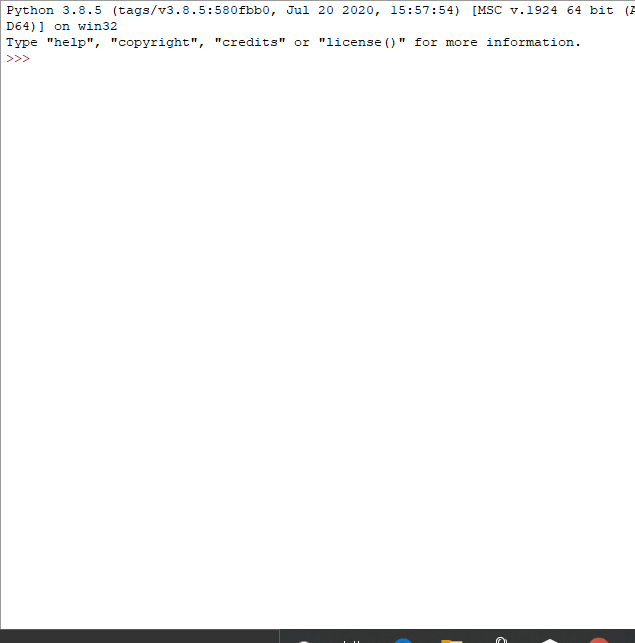 Python 3.8.5 (tags/v3.8.5:580fbb0, Jul 20 2020, 15:57:54) [MSC v.1924 64 bit (A
D64)] on win32
Type "help", "copyright", "credits" or "license()" for more information.
>>>